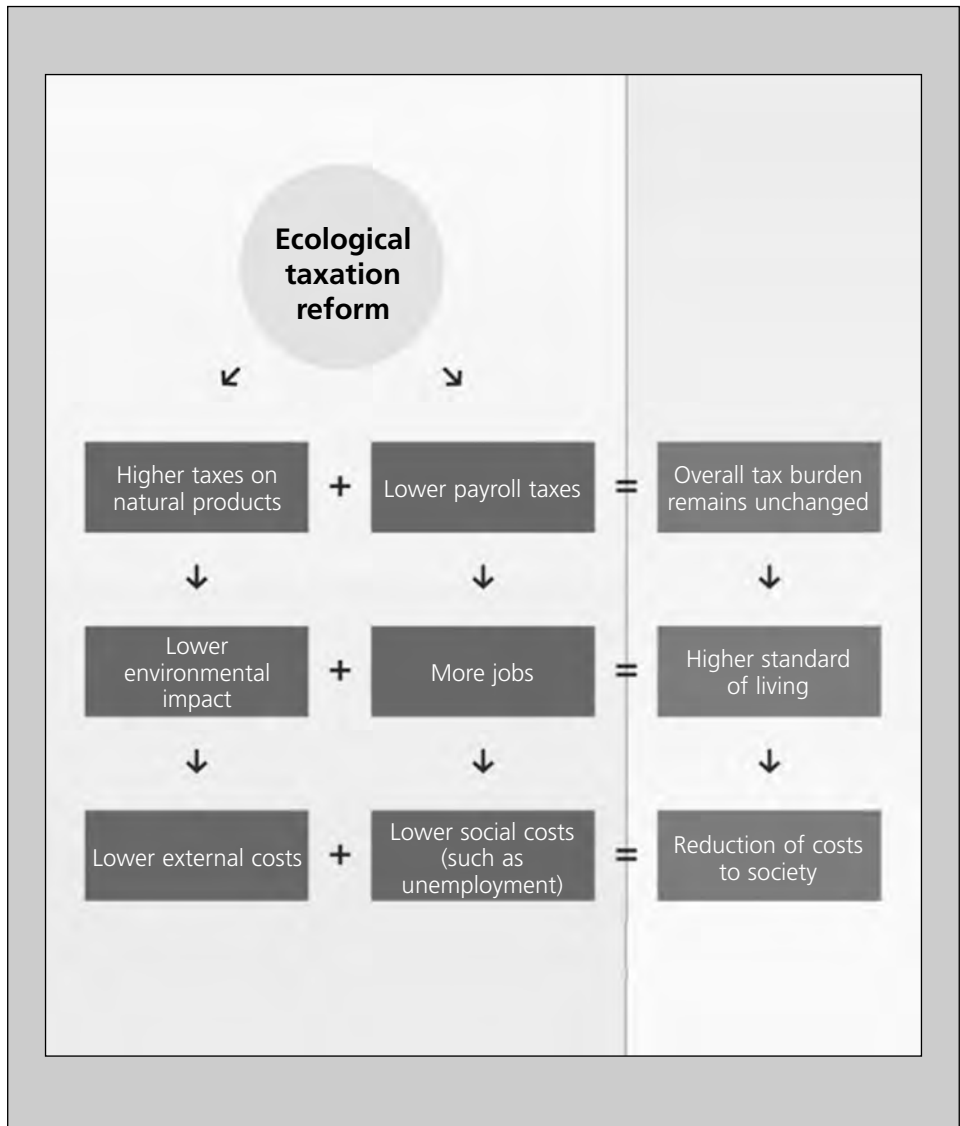 Ecological
taxation
reform
Higher taxes on
natural products
+
Lower payroll taxes
=
Overall tax burden
remains unchanged
Lower
environmental
impact
+
More jobs
=
Higher standard
of living
Lower external costs
+
Lower social costs
(such as
unemployment)
=
Reduction of costs
to society